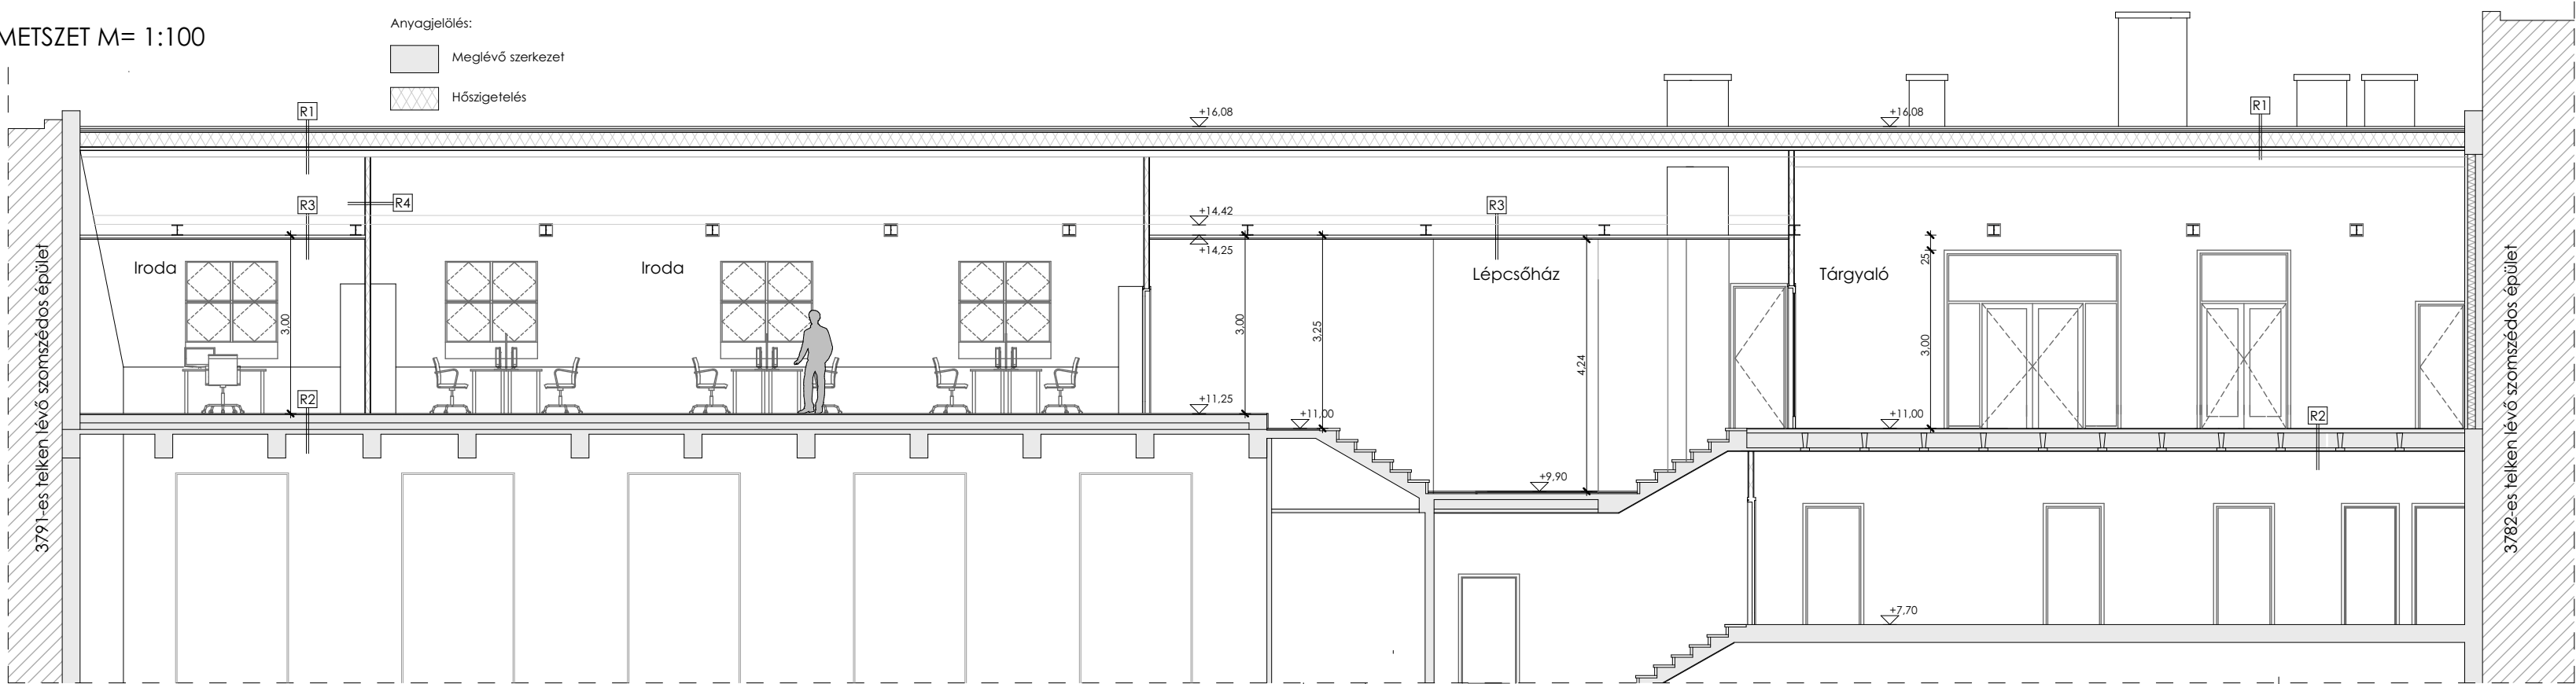 METSZET M= 1:100
Anyagjelölés:
Meglévő szerkezet
Hőszigetelés
R1
+16,08
+16,08
R1
R3
R4
+14,42
R3
+14,25
25
Iroda
Iroda
Lépcsőház
Tárgyaló
3,00
3,00
3,25
4,24
3,00
R2
+11,25
+11,00
+11,00
R2
+9,90
+7,70
3791-es telken lévő szomszédos épület
3782-es telken lévő szomszédos épület